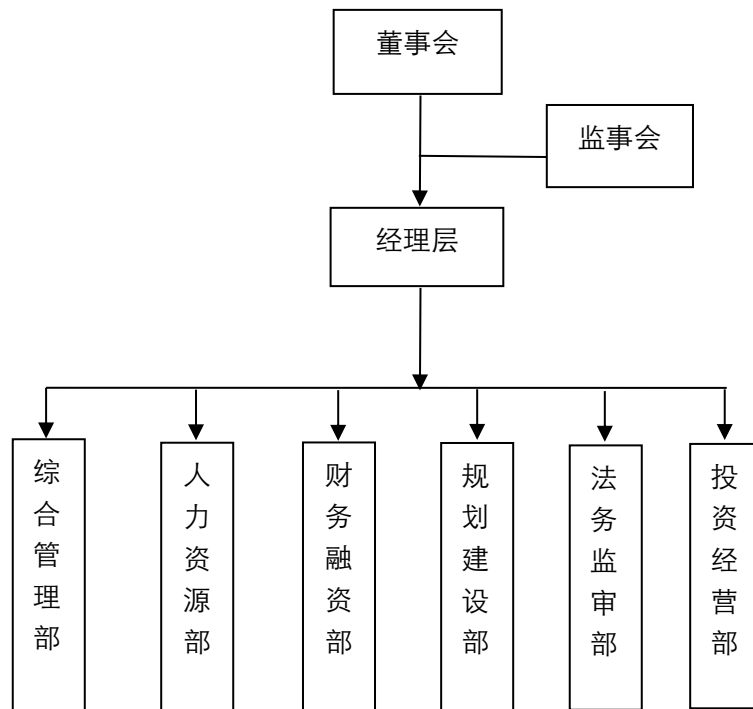 董事会
监事会
经理层
综合管理部
人力资源部
财务融资部
规划建设部
法务监审部
投资经营部